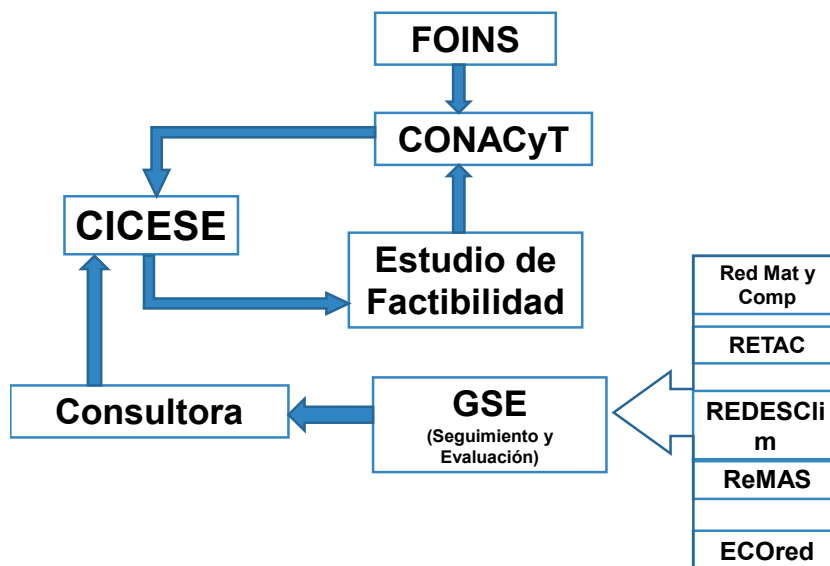 FOINS
CONACyT
CICESE
Estudio de
Factibilidad
Red Mat y
Comp
RETAC
Consultora
GSE
(Seguimiento y
Evaluación)
REDESCli
m
ReMAS
ECOred